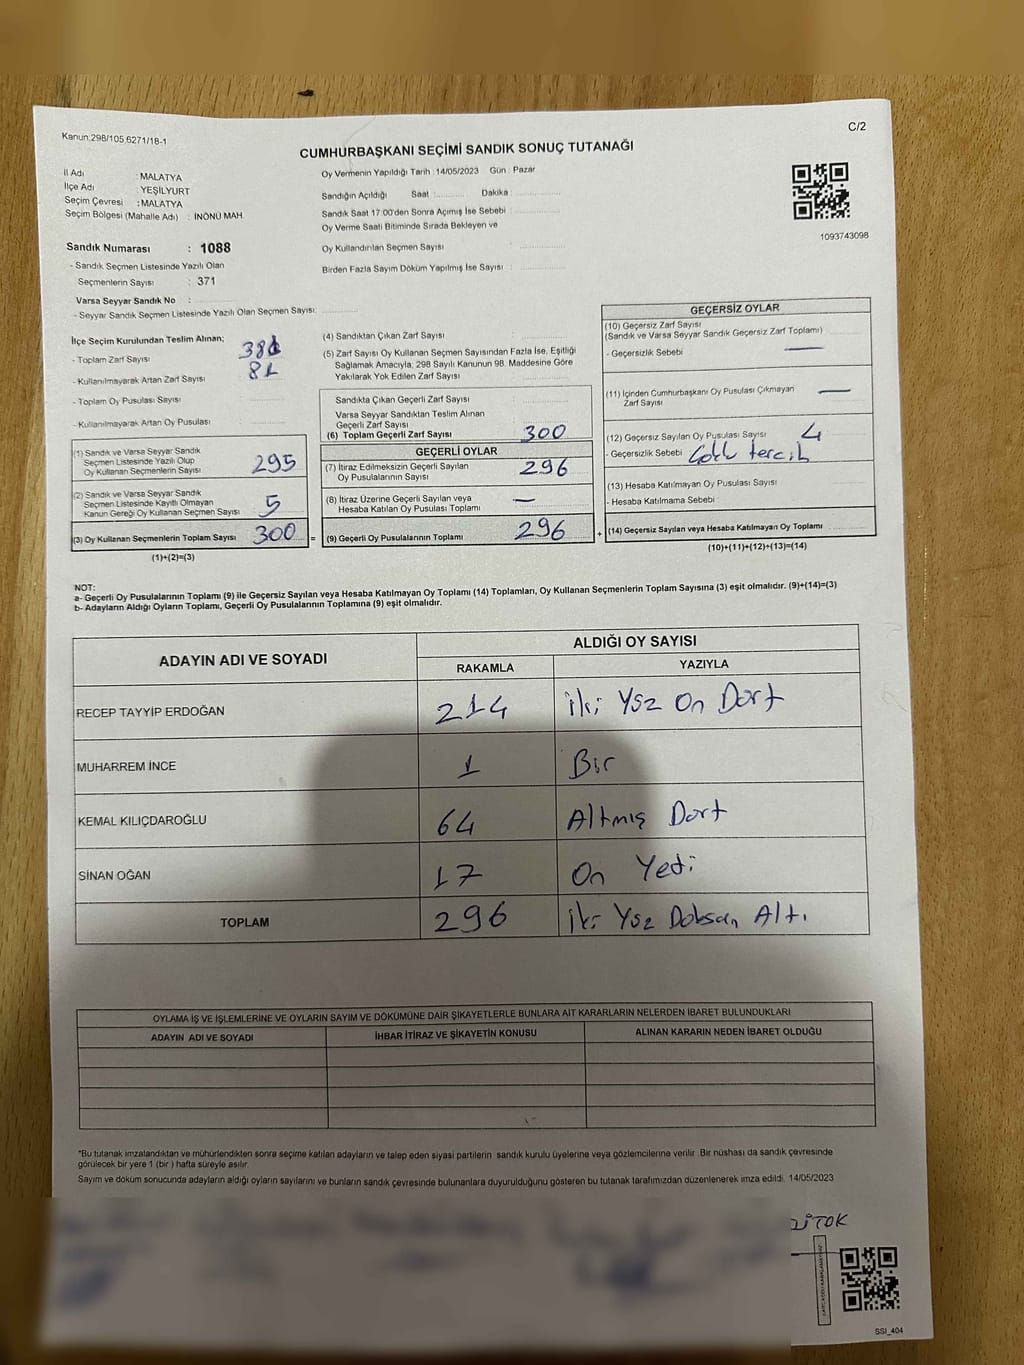 Kanun:298/105,6271/18-1
C/2
CUMHURBAŞKANI SEÇİMİ SANDIK SONUÇ TUTANAĞI
İl Adı : MALATYA
İlçe Adı : YEŞİLYURT
Seçim Çevresi : MALATYA
Seçim Bölgesi (Mahalle Adı) : İNÖNÜ MAH.
Oy Vermenin Yapıldığı Tarih : 14/05/2023 Gün : Pazar
Sandığın Açıldığı Saat : Dakika :
Sandık Saat 17:00'den Sonra Açımış İse Sebebi :
Oy Verme Saati Bitiminde Sırada Bekleyen ve
Oy Kullandırılan Seçmen Sayısı :
Birden Fazla Sayım Döküm Yapılmış İse Sayısı :
1093743098
Sandık Numarası : 1088
- Sandık Seçmen Listesinde Yazılı Olan
Seçmenlerin Sayısı : 371
Varsa Seyyar Sandık No :
- Seyyar Sandık Seçmen Listesinde Yazılı Olan Seçmen Sayısı:
İlçe Seçim Kurulundan Teslim Alınan;
- Toplam Zarf Sayısı 381
- Kullanılmayarak Artan Zarf Sayısı 81
- Toplam Oy Pusulası Sayısı
- Kullanılmayarak Artan Oy Pusulası
(1) Sandık ve Varsa Seyyar Sandık
Seçmen Listesinde Yazılı Olup
Oy Kullanan Seçmenlerin Sayısı 295
(2) Sandık ve Varsa Seyyar Sandık
Seçmen Listesinde Kayıtlı Olmayan
Kanun Gereği Oy Kullanan Seçmen Sayısı 5
(3) Oy Kullanan Seçmenlerin Toplam Sayısı 300 =
(1)+(2)=(3)
(4) Sandıktan Çıkan Zarf Sayısı
(5) Zarf Sayısı Oy Kullanan Seçmen Sayısından Fazla İse, Eşitliği
Sağlamak Amacıyla, 298 Sayılı Kanunun 98. Maddesine Göre
Yakılarak Yok Edilen Zarf Sayısı
Sandıkta Çıkan Geçerli Zarf Sayısı
Varsa Seyyar Sandıktan Teslim Alınan
Geçerli Zarf Sayısı
(6) Toplam Geçerli Zarf Sayısı 300
GEÇERLİ OYLAR
(7) İtiraz Edilmeksizin Geçerli Sayılan
Oy Pusulalarının Sayısı 296
(8) İtiraz Üzerine Geçerli Sayılan veya
Hesaba Katılan Oy Pusulası Toplamı —
(9) Geçerli Oy Pusulalarının Toplamı 296 +
GEÇERSİZ OYLAR
(10) Geçersiz Zarf Sayısı
(Sandık ve Varsa Seyyar Sandık Geçersiz Zarf Toplamı)
- Geçersizlik Sebebi —
(11) İçinden Cumhurbaşkanı Oy Pusulası Çıkmayan —
Zarf Sayısı
(12) Geçersiz Sayılan Oy Pusulası Sayısı 4
- Geçersizlik Sebebi Çoklu tercih
(13) Hesaba Katılmayan Oy Pusulası Sayısı
- Hesaba Katılmama Sebebi
(14) Geçersiz Sayılan veya Hesaba Katılmayan Oy Toplamı
(10)+(11)+(12)+(13)=(14)
NOT:
a- Geçerli Oy Pusulalarının Toplamı (9) ile Geçersiz Sayılan veya Hesaba Katılmayan Oy Toplamı (14) Toplamları, Oy Kullanan Seçmenlerin Toplam Sayısına (3) eşit olmalıdır. (9)+(14)=(3)
b- Adayların Aldığı Oyların Toplamı, Geçerli Oy Pusulalarının Toplamına (9) eşit olmalıdır.
ADAYIN ADI VE SOYADI
ALDIĞI OY SAYISI
RAKAMLA YAZIYLA
RECEP TAYYİP ERDOĞAN 214 İki Yüz On Dört
MUHARREM İNCE 1 Bir
KEMAL KILIÇDAROĞLU 64 Altmış Dört
SİNAN OĞAN 17 On Yedi
TOPLAM 296 İki Yüz Doksan Altı
OYLAMA İŞ VE İŞLEMLERİNE VE OYLARIN SAYIM VE DÖKÜMÜNE DAİR ŞİKAYETLERLE BUNLARA AİT KARARLARIN NELERDEN İBARET BULUNDUKLARI
ADAYIN ADI VE SOYADI İHBAR İTİRAZ VE ŞİKAYETİN KONUSU ALINAN KARARIN NEDEN İBARET OLDUĞU
*Bu tutanak imzalandıktan ve mühürlendikten sonra seçime katılan adayların ve talep eden siyasi partilerin sandık kurulu üyelerine veya gözlemcilerine verilir. Bir nüshası da sandık çevresinde
görülecek bir yere 1 (bir ) hafta süreyle asılır.
Sayım ve döküm sonucunda adayların aldığı oyların sayılarını ve bunların sandık çevresinde bulunanlara duyurulduğunu gösteren bu tutanak tarafımızdan düzenlenerek imza edildi. 14/05/2023
SSI_404